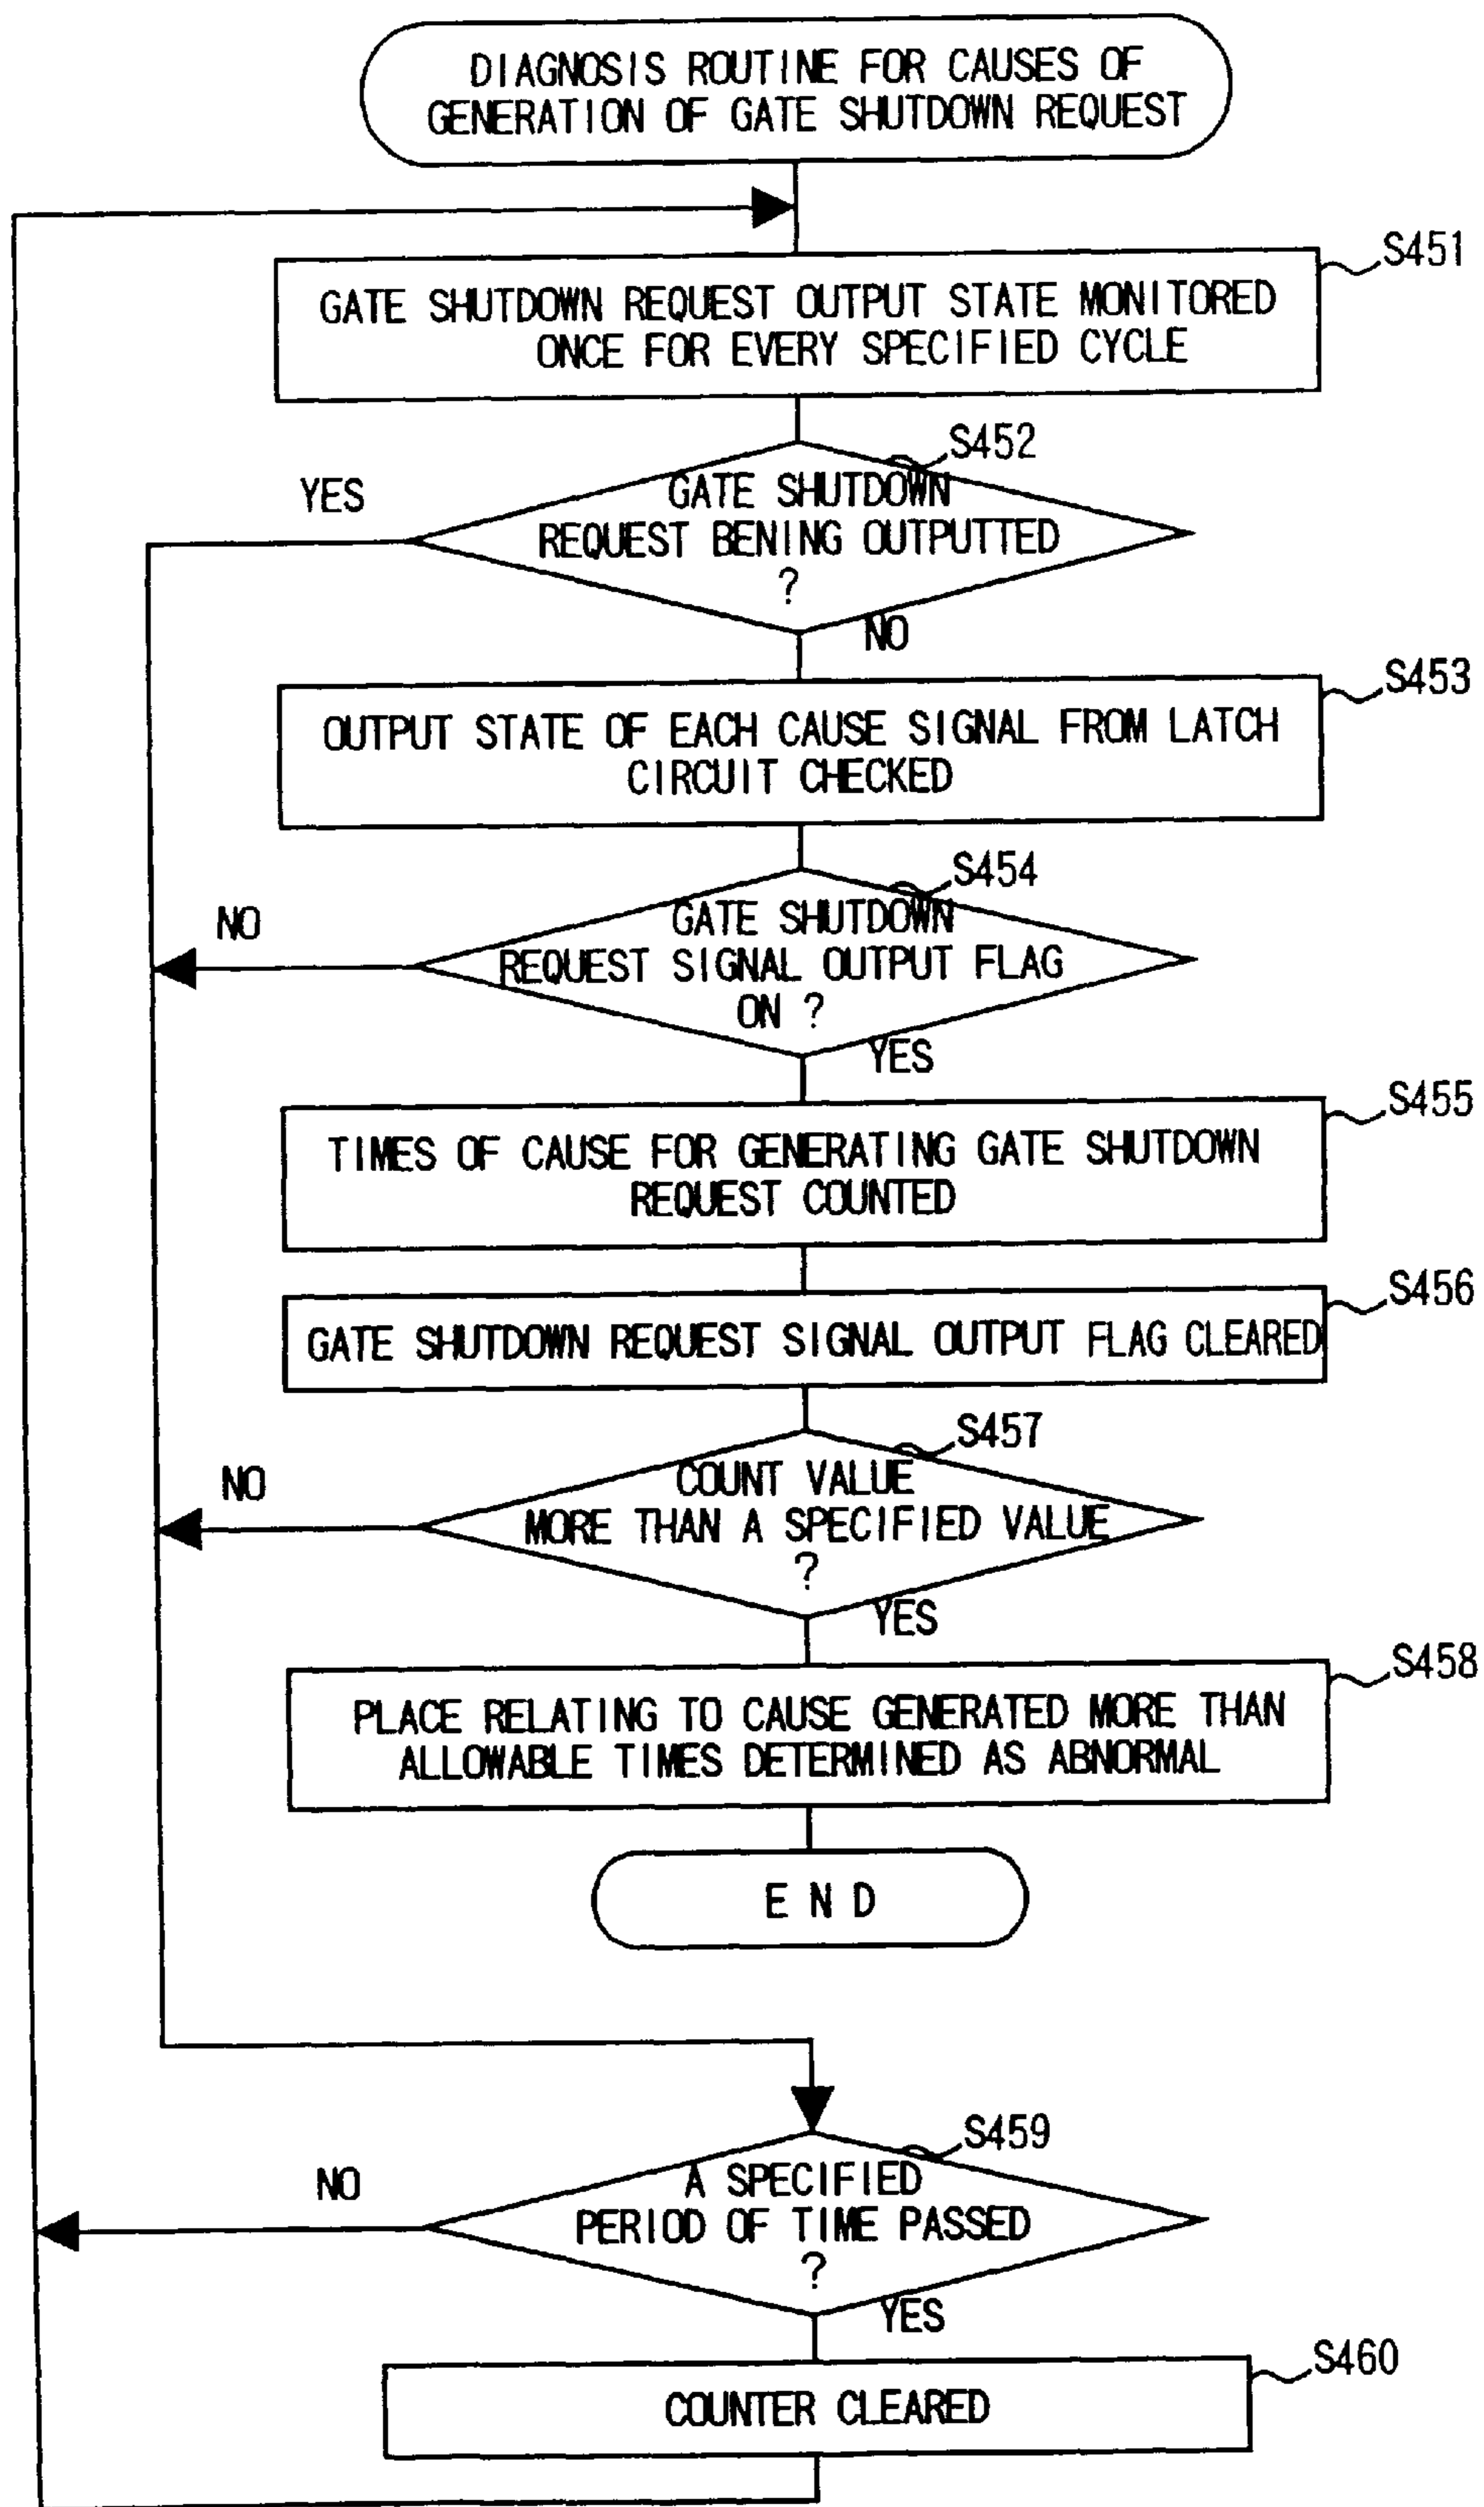 DIAGNOSIS ROUTINE FOR CAUSES OF
GENERATION OF GATE SHUTDOWN REQUEST
S451
GATE SHUTDOWN REQUEST OUTPUT STATE MONITORED
ONCE FOR EVERY SPECIFIED CYCLE
S452
YES
GATE SHUTDOWN
REQUEST BENING OUTPUTTED
?
NO
S453
OUTPUT STATE OF EACH CAUSE SIGNAL FROM LATCH
CIRCUIT CHECKED
S454
NO
GATE SHUTDOWN
REQUEST SIGNAL OUTPUT FLAG
ON ?
YES
S455
TIMES OF CAUSE FOR GENERATING GATE SHUTDOWN
REQUEST COUNTED
S456
GATE SHUTDOWN REQUEST SIGNAL OUTPUT FLAG CLEARED
S457
NO
COUNT VALUE
MORE THAN A SPECIFIED VALUE
?
YES
S458
PLACE RELATING TO CAUSE GENERATED MORE THAN
ALLOWABLE TIMES DETERMINED AS ABNORMAL
END
S459
NO
A SPECIFIED
PERIOD OF TIME PASSED
?
YES
S460
COUNTER CLEARED